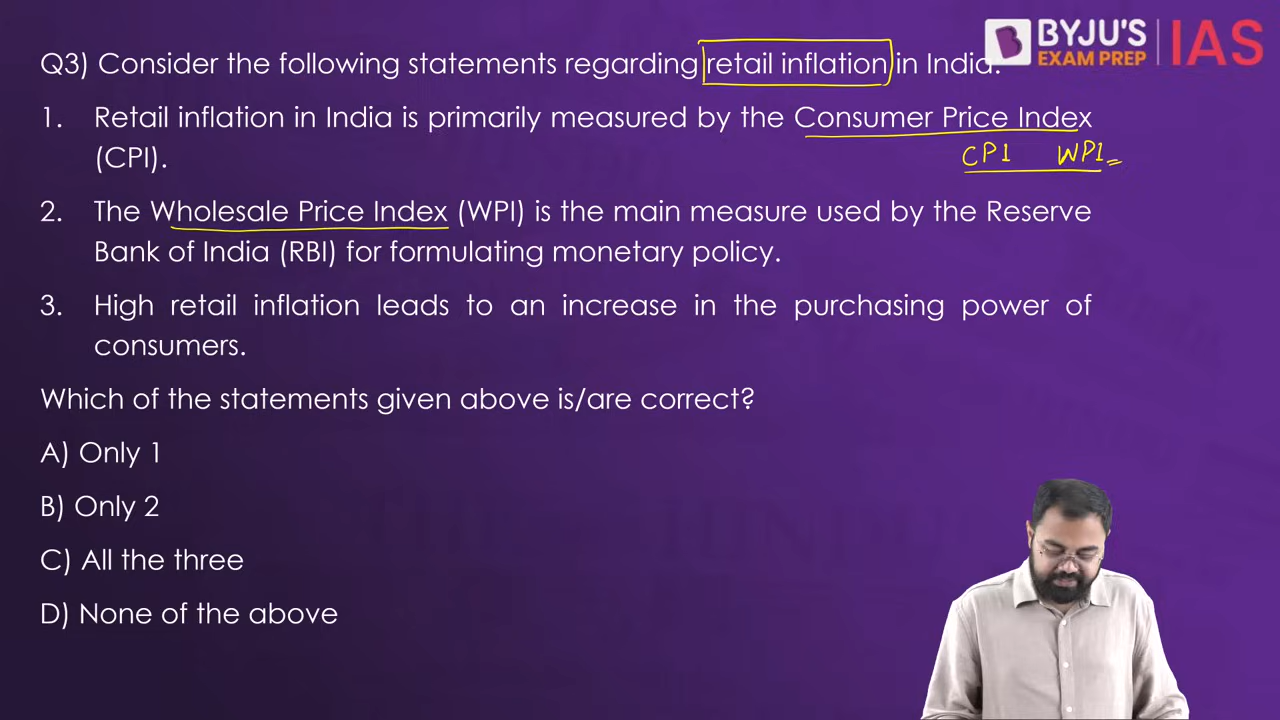 BYJU'S
EXAM PREP
IAS
Q3) Consider the following statements regarding retail inflation in India.
1. Retail inflation in India is primarily measured by the Consumer Price Index
(CPI).
CPI WPI
2. The Wholesale Price Index (WPI) is the main measure used by the Reserve
Bank of India (RBI) for formulating monetary policy.
3. High retail inflation leads to an increase in the purchasing power of
consumers.
Which of the statements given above is/are correct?
A) Only 1
B) Only 2
C) All the three
D) None of the above